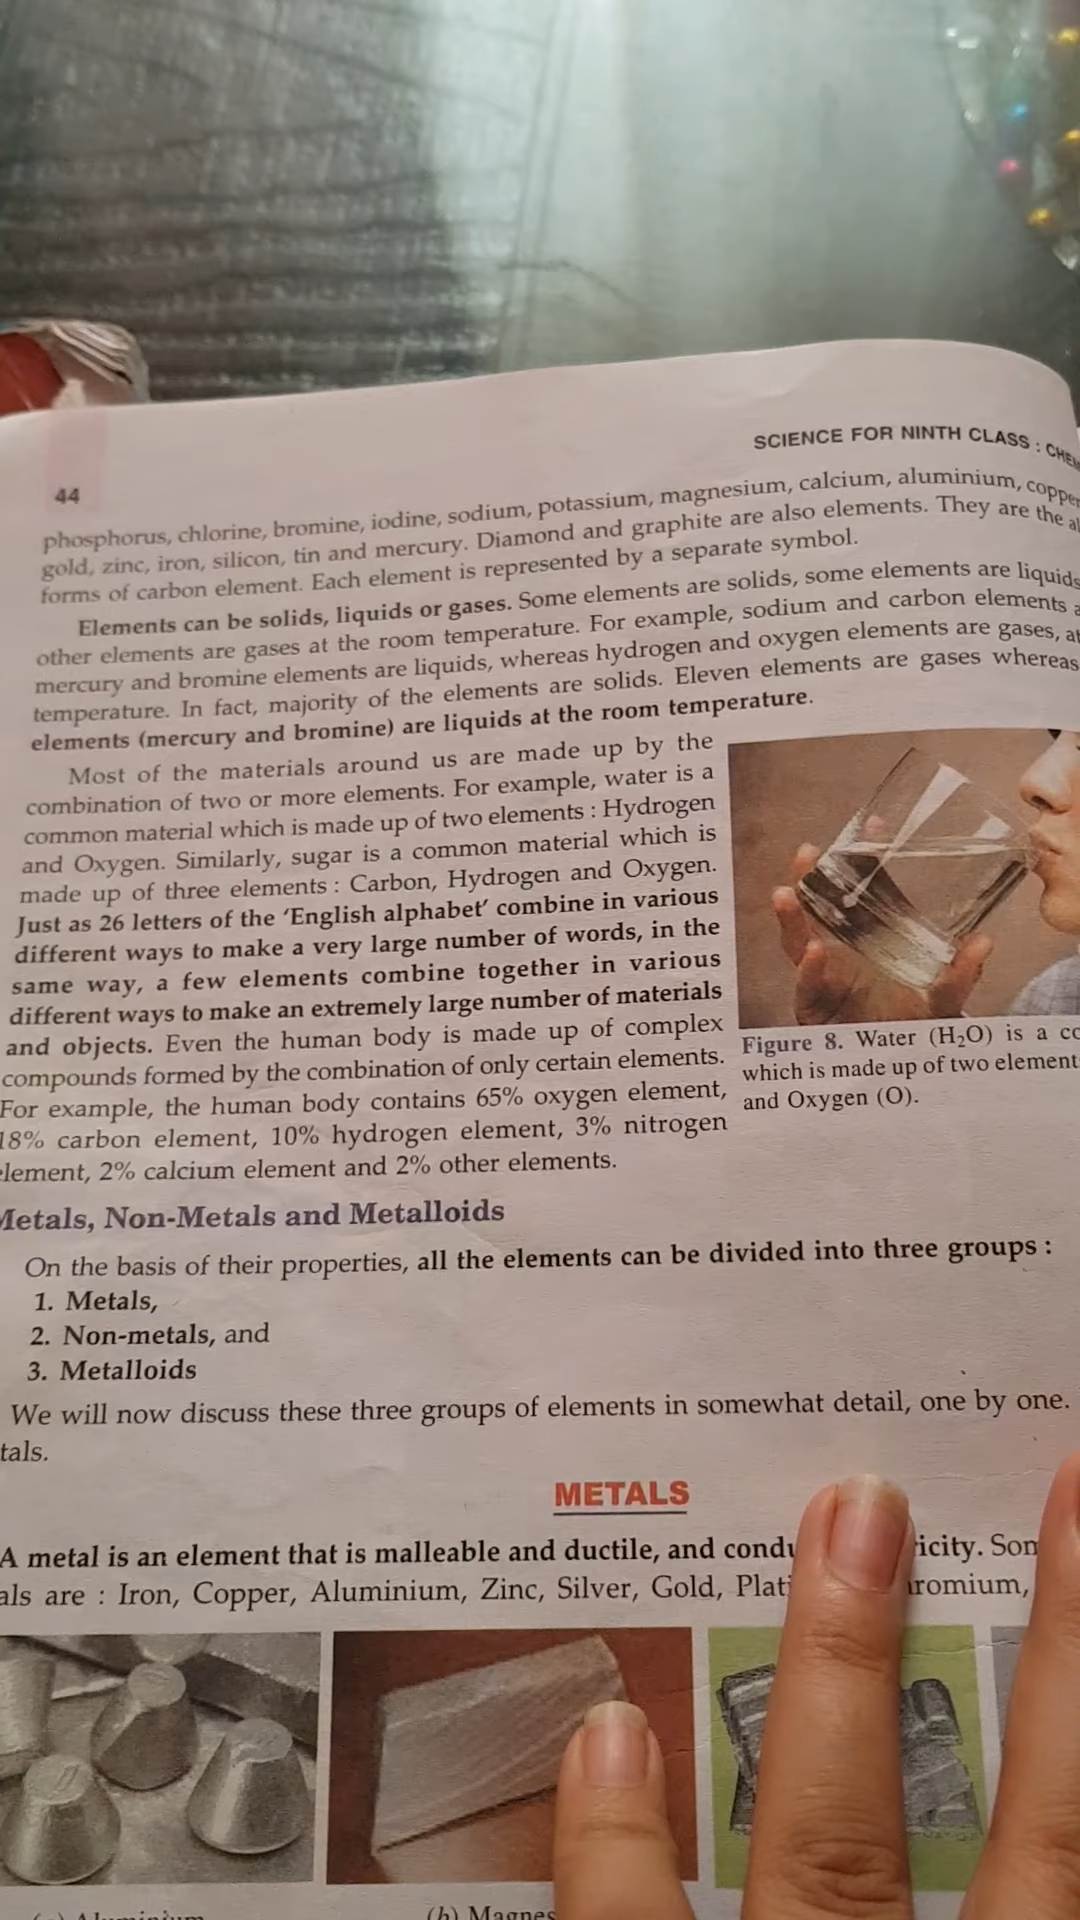 SCIENCE FOR NINTH CLASS : CHEM
44
phosphorus, chlorine, bromine, iodine, sodium, potassium, magnesium, calcium, aluminium, copper
gold, zinc, iron, silicon, tin and mercury. Diamond and graphite are also elements. They are the al
forms of carbon element. Each element is represented by a separate symbol.
Elements can be solids, liquids or gases. Some elements are solids, some elements are liquids
other elements are gases at the room temperature. For example, sodium and carbon elements a
mercury and bromine elements are liquids, whereas hydrogen and oxygen elements are gases, at
temperature. In fact, majority of the elements are solids. Eleven elements are gases whereas
elements (mercury and bromine) are liquids at the room temperature.
Most of the materials around us are made up by the
combination of two or more elements. For example, water is a
common material which is made up of two elements : Hydrogen
and Oxygen. Similarly, sugar is a common material which is
made up of three elements : Carbon, Hydrogen and Oxygen.
Just as 26 letters of the ‘English alphabet’ combine in various
different ways to make a very large number of words, in the
same way, a few elements combine together in various
different ways to make an extremely large number of materials
and objects. Even the human body is made up of complex
compounds formed by the combination of only certain elements.
For example, the human body contains 65% oxygen element,
18% carbon element, 10% hydrogen element, 3% nitrogen
element, 2% calcium element and 2% other elements.
Figure 8. Water (H₂O) is a co
which is made up of two element
and Oxygen (O).
Metals, Non-Metals and Metalloids
On the basis of their properties, all the elements can be divided into three groups :
1. Metals,
2. Non-metals, and
3. Metalloids
We will now discuss these three groups of elements in somewhat detail, one by one.
tals.
METALS
A metal is an element that is malleable and ductile, and condu ricity. Som
als are : Iron, Copper, Aluminium, Zinc, Silver, Gold, Plati romium,
(b) Magnes